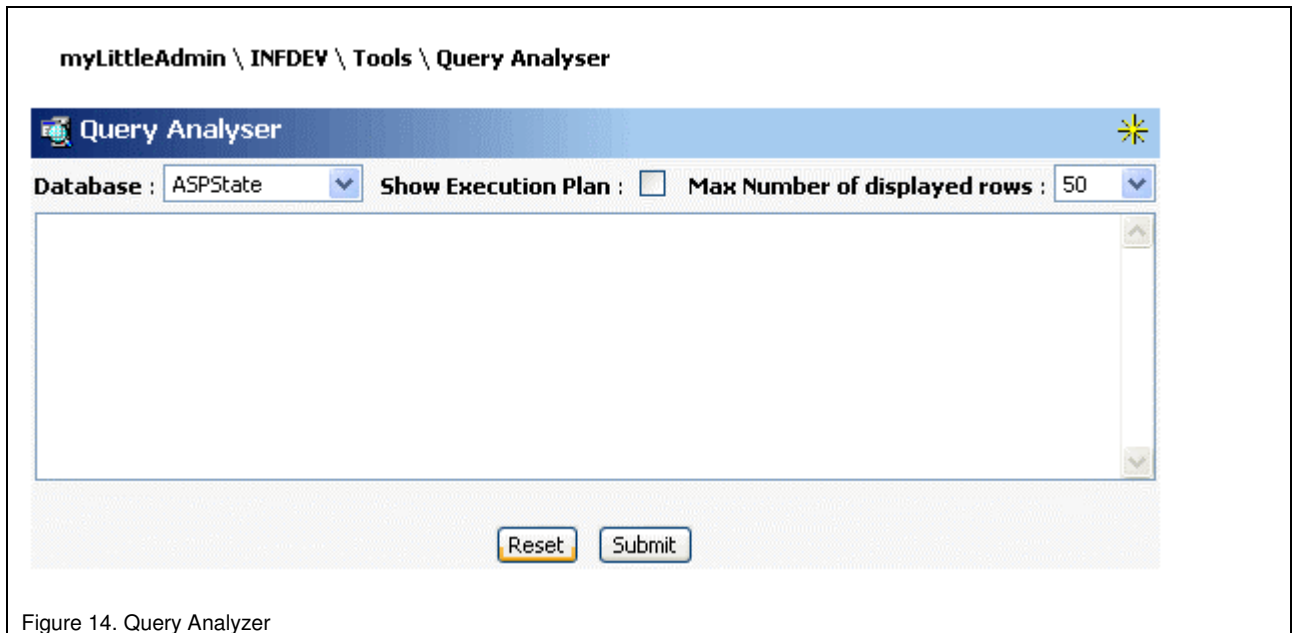 myLittleAdmin \ INFDEV \ Tools \ Query Analyser
Query Analyser
Database : ASPState Show Execution Plan : Max Number of displayed rows : 50
Reset Submit
Figure 14. Query Analyzer